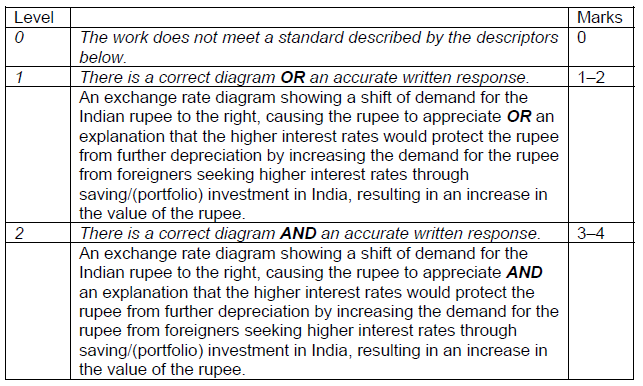 Level Marks
0 The work does not meet a standard described by the descriptors 0
below.
1 There is a correct diagram OR an accurate written response. 1–2
An exchange rate diagram showing a shift of demand for the
Indian rupee to the right, causing the rupee to appreciate OR an
explanation that the higher interest rates would protect the rupee
from further depreciation by increasing the demand for the rupee
from foreigners seeking higher interest rates through
saving/(portfolio) investment in India, resulting in an increase in
the value of the rupee.
2 There is a correct diagram AND an accurate written response. 3–4
An exchange rate diagram showing a shift of demand for the
Indian rupee to the right, causing the rupee to appreciate AND
an explanation that the higher interest rates would protect the
rupee from further depreciation by increasing the demand for the
rupee from foreigners seeking higher interest rates through
saving/(portfolio) investment in India, resulting in an increase in
the value of the rupee.